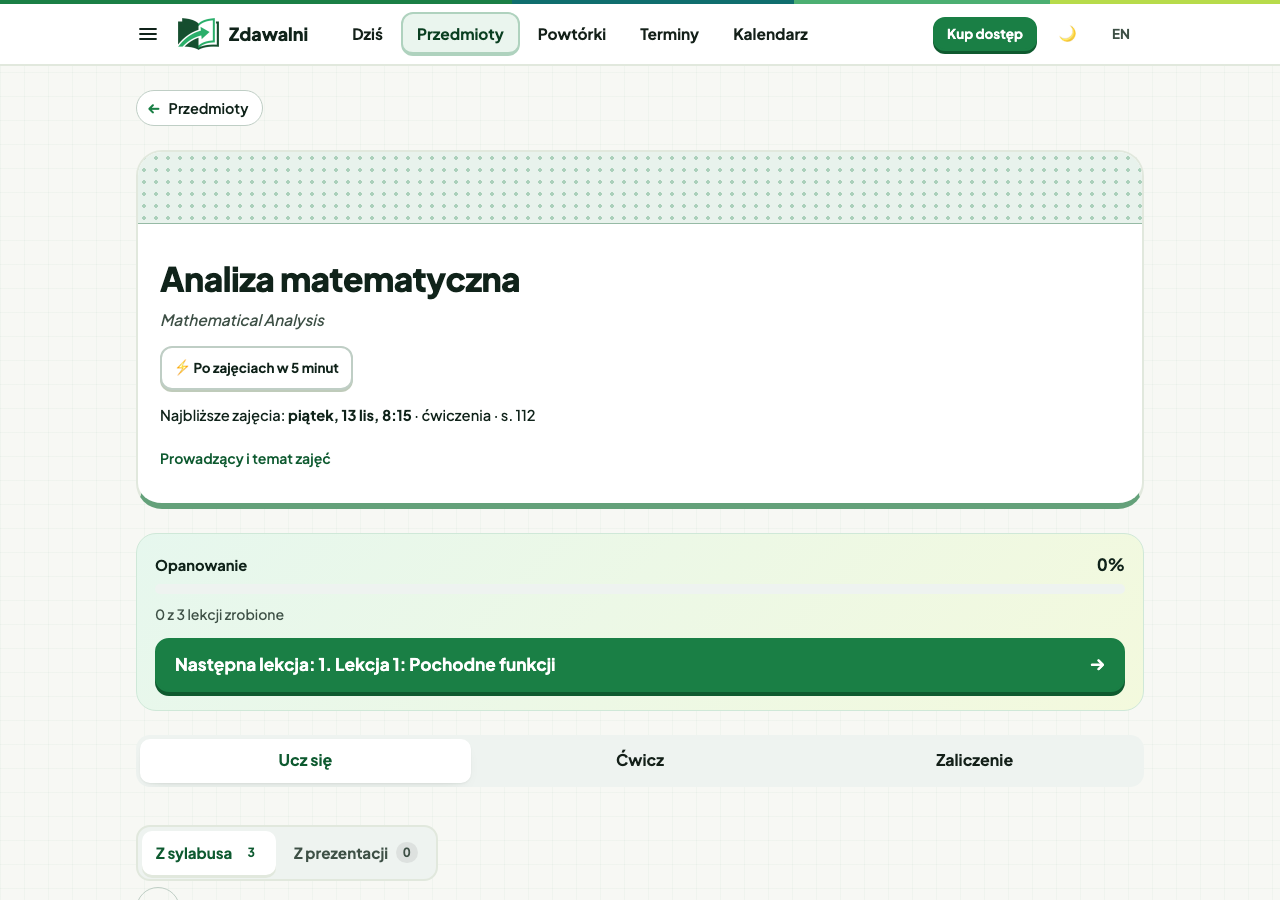 Zdawalni
Dziś
Przedmioty
Powtórki
Terminy
Kalendarz
Kup dostęp
EN
← Przedmioty
Analiza matematyczna
Mathematical Analysis
⚡ Po zajęciach w 5 minut
Najbliższe zajęcia: piątek, 13 lis, 8:15 · ćwiczenia · s. 112
Prowadzący i temat zajęć
Opanowanie 0%
0 z 3 lekcji zrobione
Następna lekcja: 1. Lekcja 1: Pochodne funkcji →
Ucz się
Ćwicz
Zaliczenie
Z sylabusa 3
Z prezentacji 0